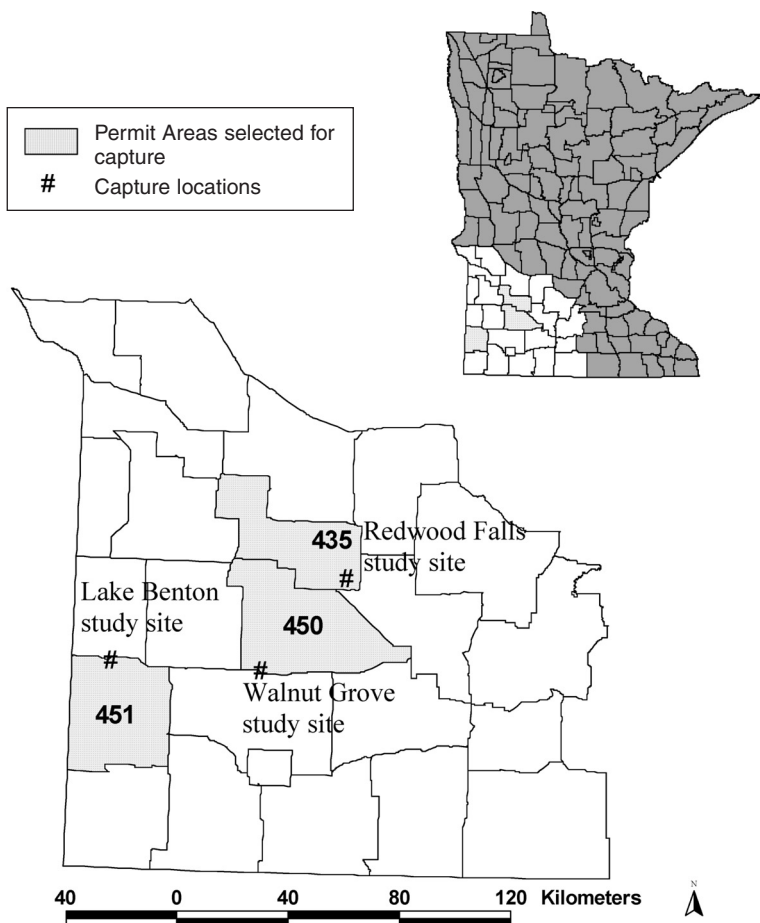 Permit Areas selected for
capture
# Capture locations
435
Redwood Falls
study site
#
Lake Benton
study site
450
#
#
Walnut Grove
study site
451
40 0 40 80 120 Kilometers
N